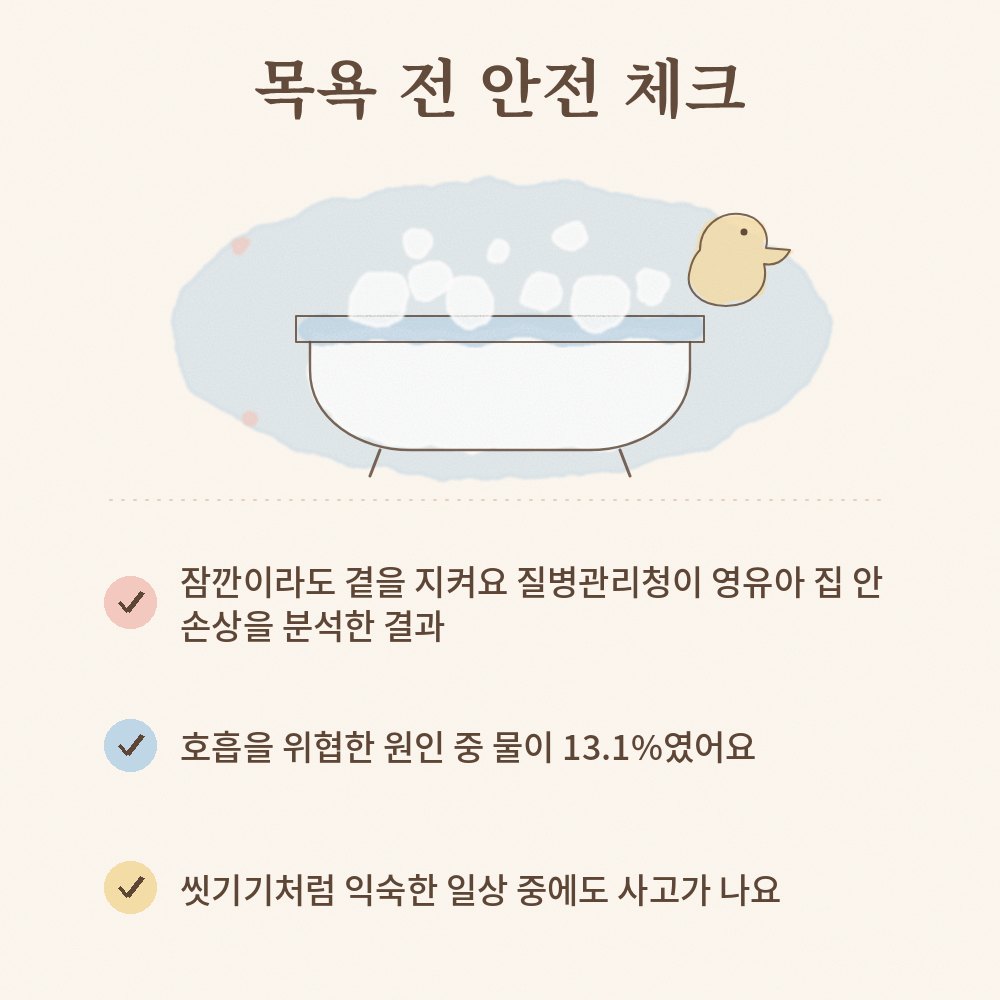 목욕 전 안전 체크
잠깐이라도 곁을 지켜요 질병관리청이 영유아 집 안
손상을 분석한 결과
호흡을 위협한 원인 중 물이 13.1%였어요
씻기기처럼 익숙한 일상 중에도 사고가 나요